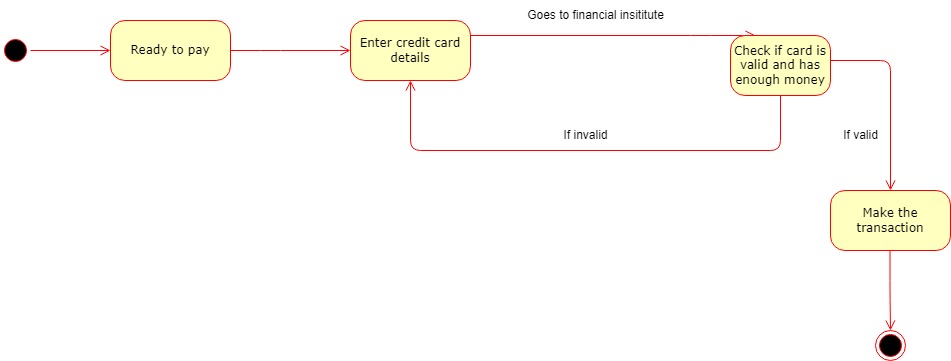 Goes to financial insititute
Ready to pay
Enter credit card
details
Check if card is
valid and has
enough money
If invalid
If valid
Make the
transaction